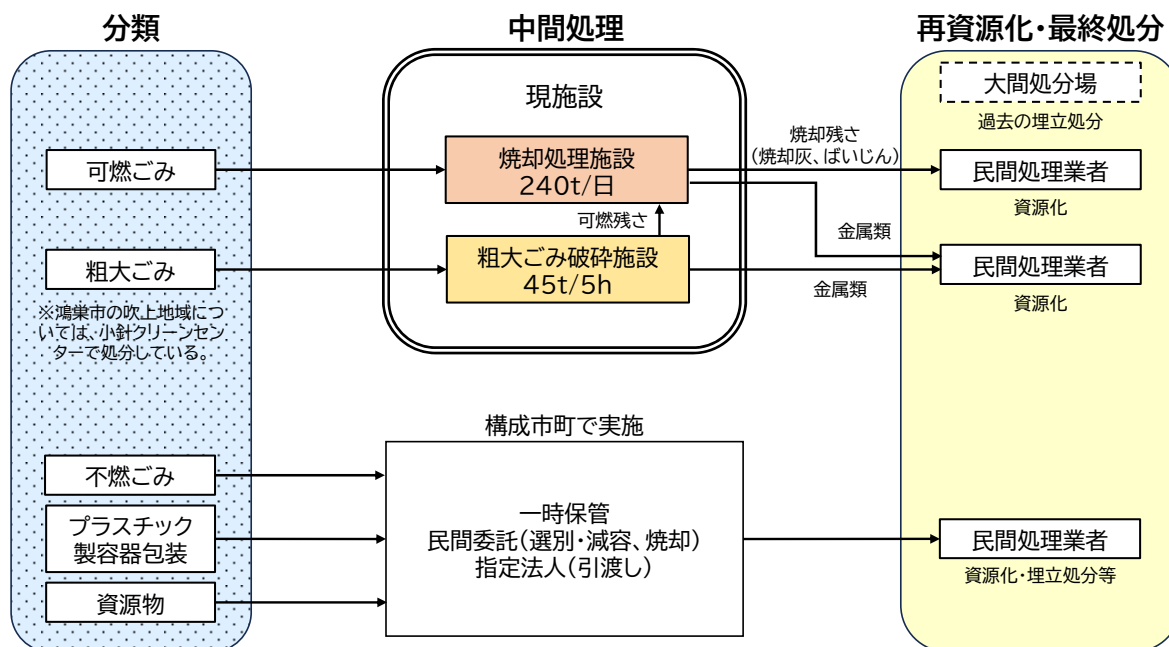 分類
中間処理
再資源化・最終処分
現施設
大間処分場
過去の埋立処分
可燃ごみ
焼却処理施設
240t/日
焼却残さ
(焼却灰、ばいじん)
民間処理業者
資源化
可燃残さ
金属類
粗大ごみ
粗大ごみ破砕施設
45t/5h
金属類
民間処理業者
資源化
※鴻巣市の吹上地域につ
いては、小針クリーンセン
ターで処分している。
構成市町で実施
不燃ごみ
プラスチック
製容器包装
資源物
一時保管
民間委託(選別・減容、焼却)
指定法人(引渡し)
民間処理業者
資源化・埋立処分等